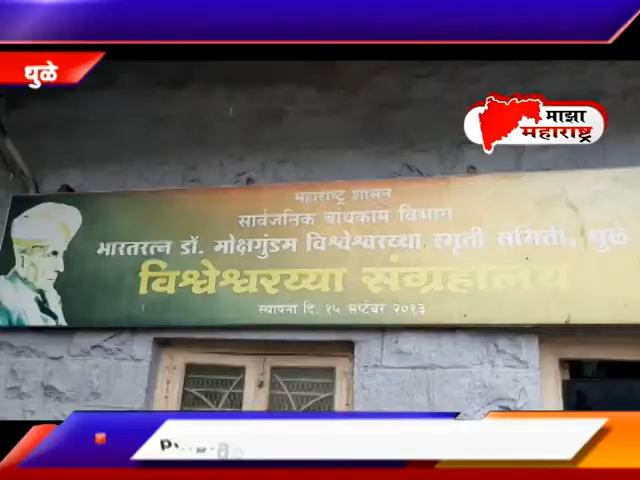 धुळे
माझा
महाराष्ट्र
महाराष्ट्र शासन
सार्वजनिक बांधकाम विभाग
भारतरत्न डॉ. मोक्षगुंडम विश्वेश्वरय्या स्मृती समिती, धुळे
विश्वेश्वरय्या संग्रहालय
स्थापना दि. १५ सप्टेंबर २०१३